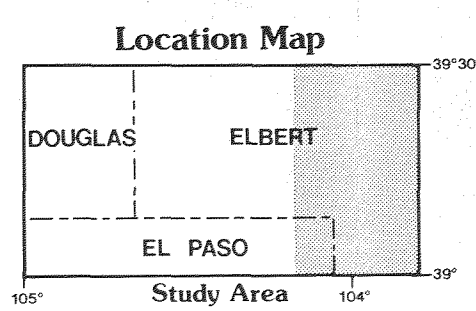 Location Map
39°30
DOUGLAS ELBERT
EL PASO
39°
105° Study Area 104°